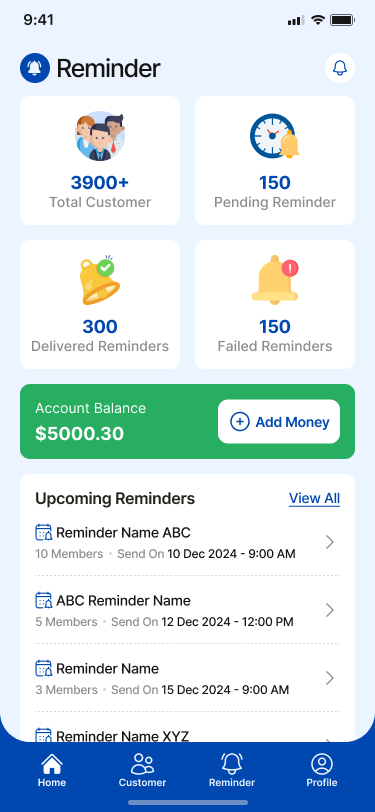 9:41
Reminder
3900+
Total Customer
150
Pending Reminder
300
Delivered Reminders
150
Failed Reminders
Account Balance
$5000.30
Add Money
Upcoming Reminders
View All
Reminder Name ABC
10 Members • Send On 10 Dec 2024 - 9:00 AM
ABC Reminder Name
5 Members • Send On 12 Dec 2024 - 12:00 PM
Reminder Name
3 Members • Send On 15 Dec 2024 - 9:00 AM
Reminder Name XYZ
Home
Customer
Reminder
Profile